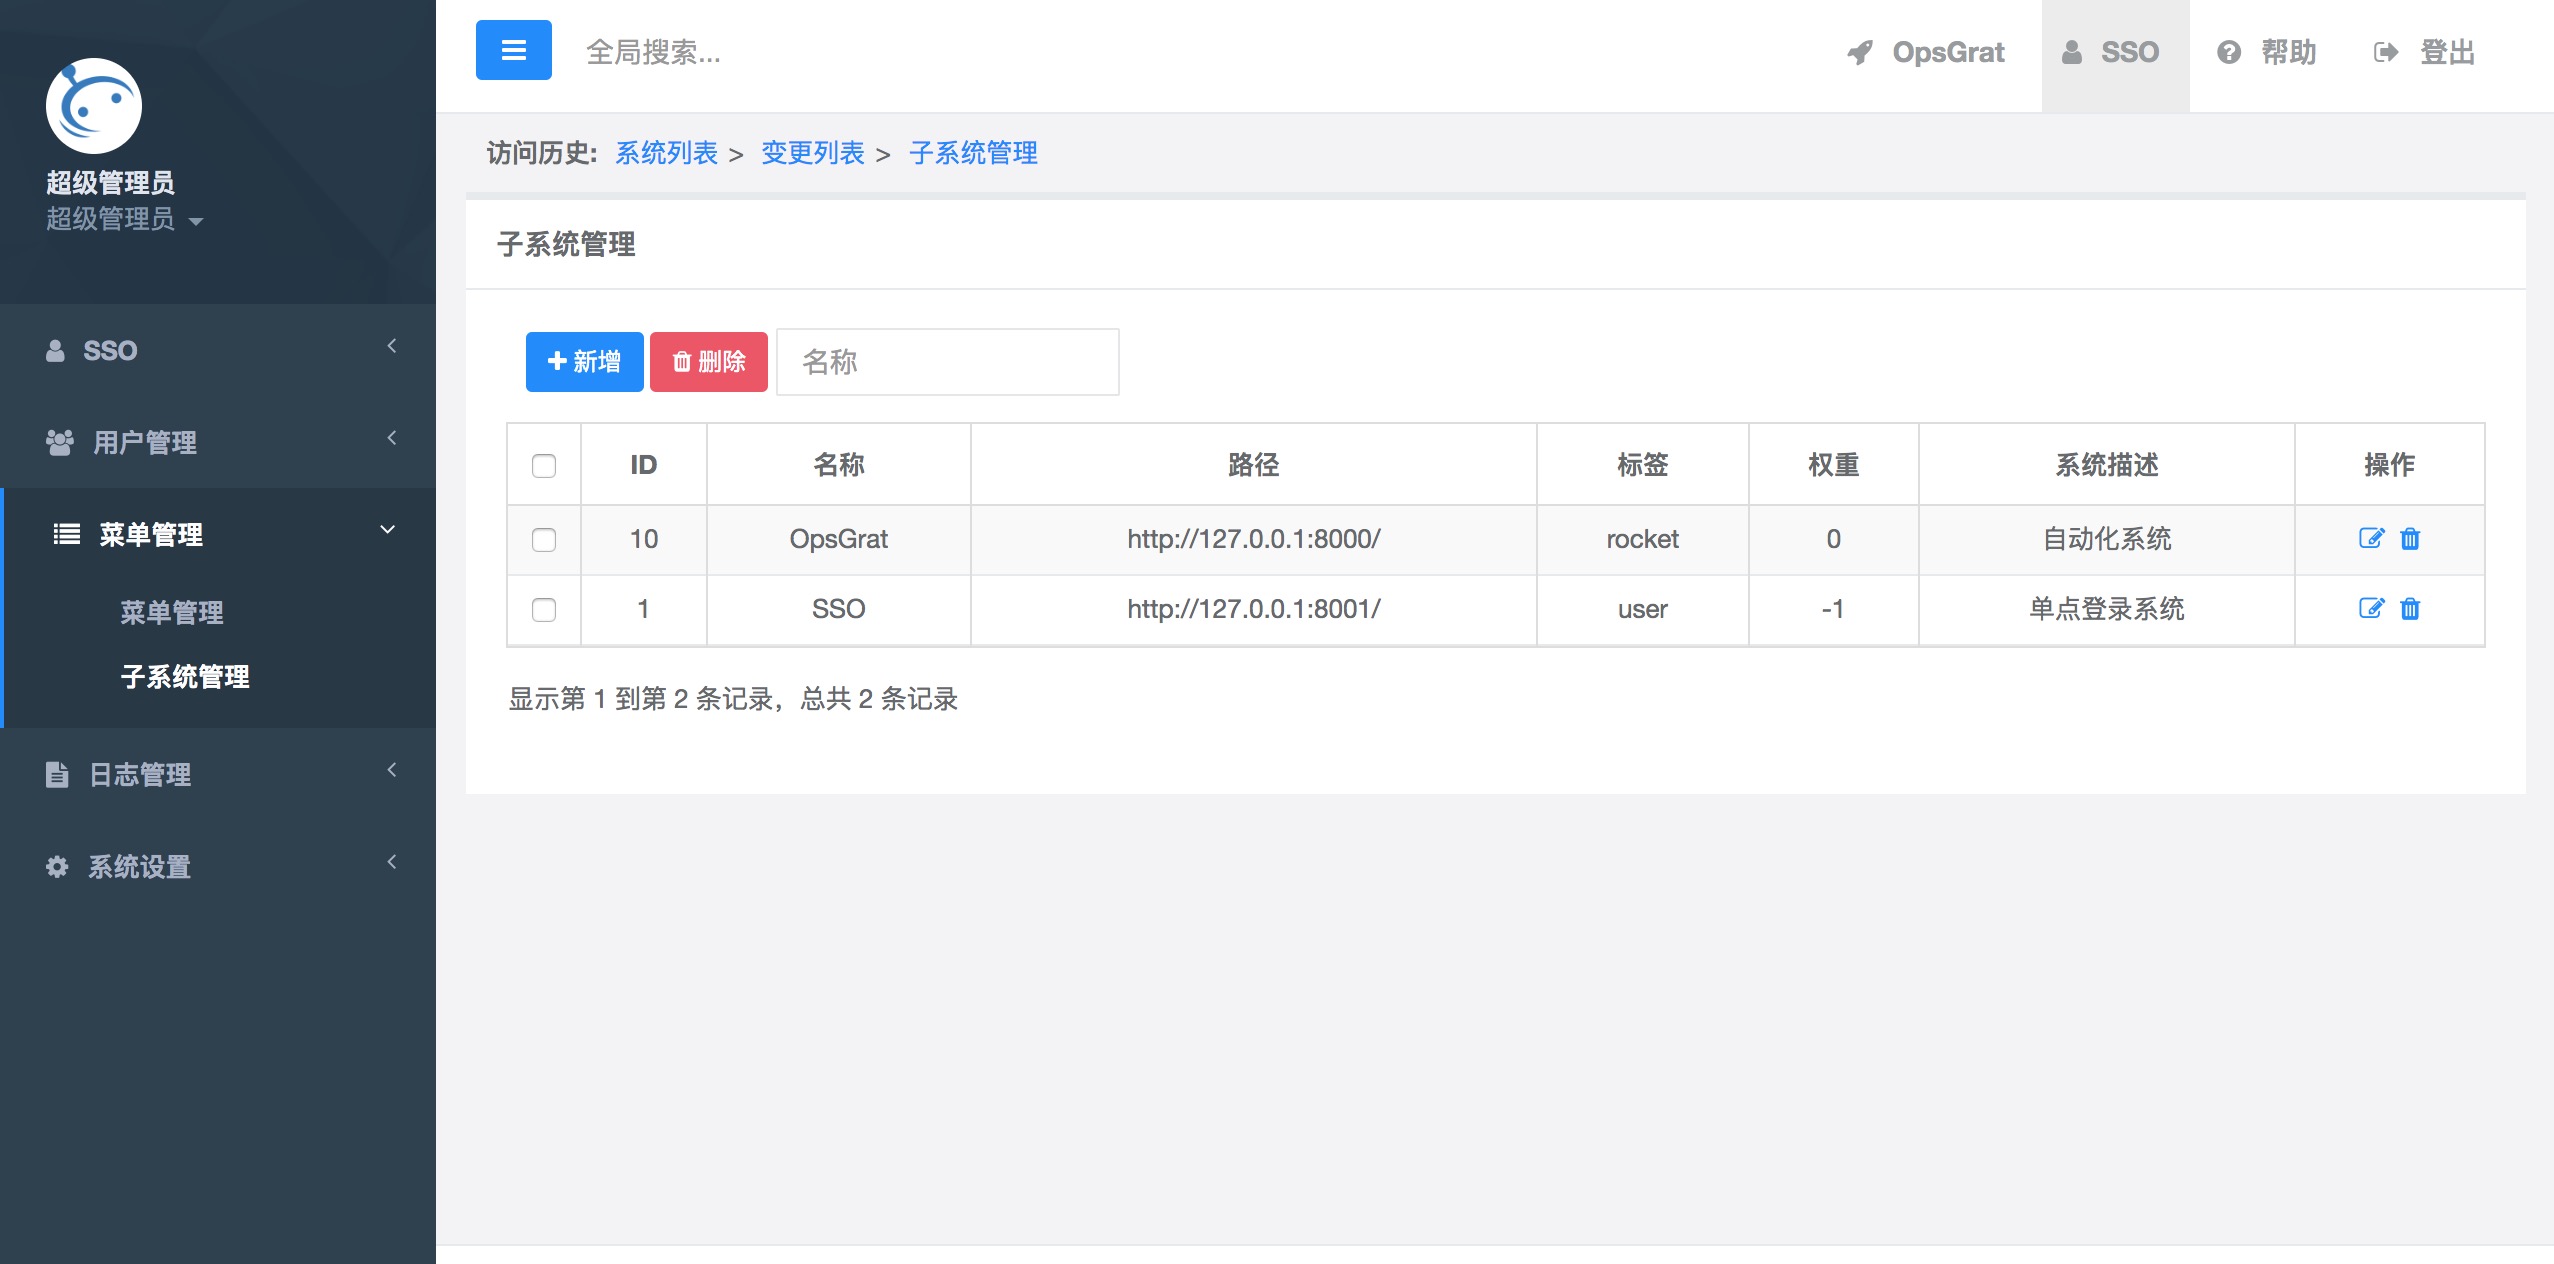 超级管理员
超级管理员
SSO
用户管理
菜单管理
菜单管理
子系统管理
日志管理
系统设置
全局搜索...
OpsGrat SSO 帮助 登出
访问历史: 系统列表 > 变更列表 > 子系统管理
子系统管理
新增 删除 名称
ID 名称 路径 标签 权重 系统描述 操作
10 OpsGrat http://127.0.0.1:8000/ rocket 0 自动化系统
1 SSO http://127.0.0.1:8001/ user -1 单点登录系统
显示第 1 到第 2 条记录，总共 2 条记录